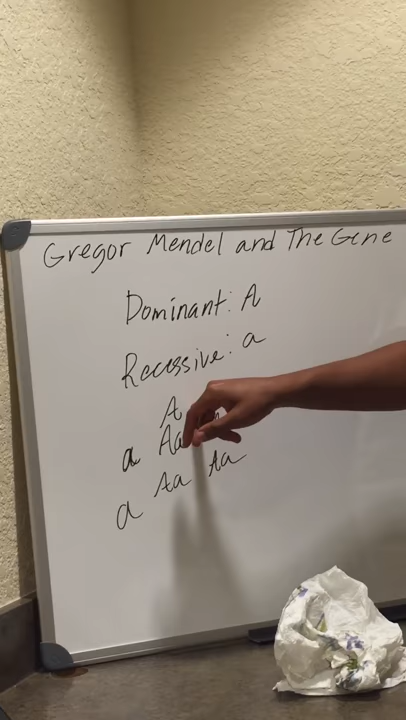 Gregor Mendel and The Gene
Dominant: A
Recessive: a
A
a Aa
Aa Aa
a